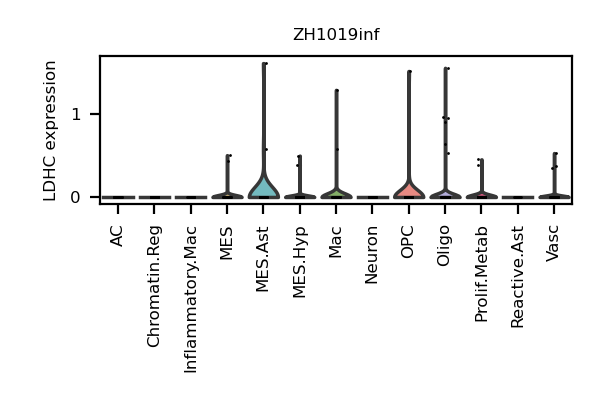 ZH1019inf
LDHC expression
1
0
AC
Chromatin.Reg
Inflammatory.Mac
MES
MES.Ast
MES.Hyp
Mac
Neuron
OPC
Oligo
Prolif.Metab
Reactive.Ast
Vasc